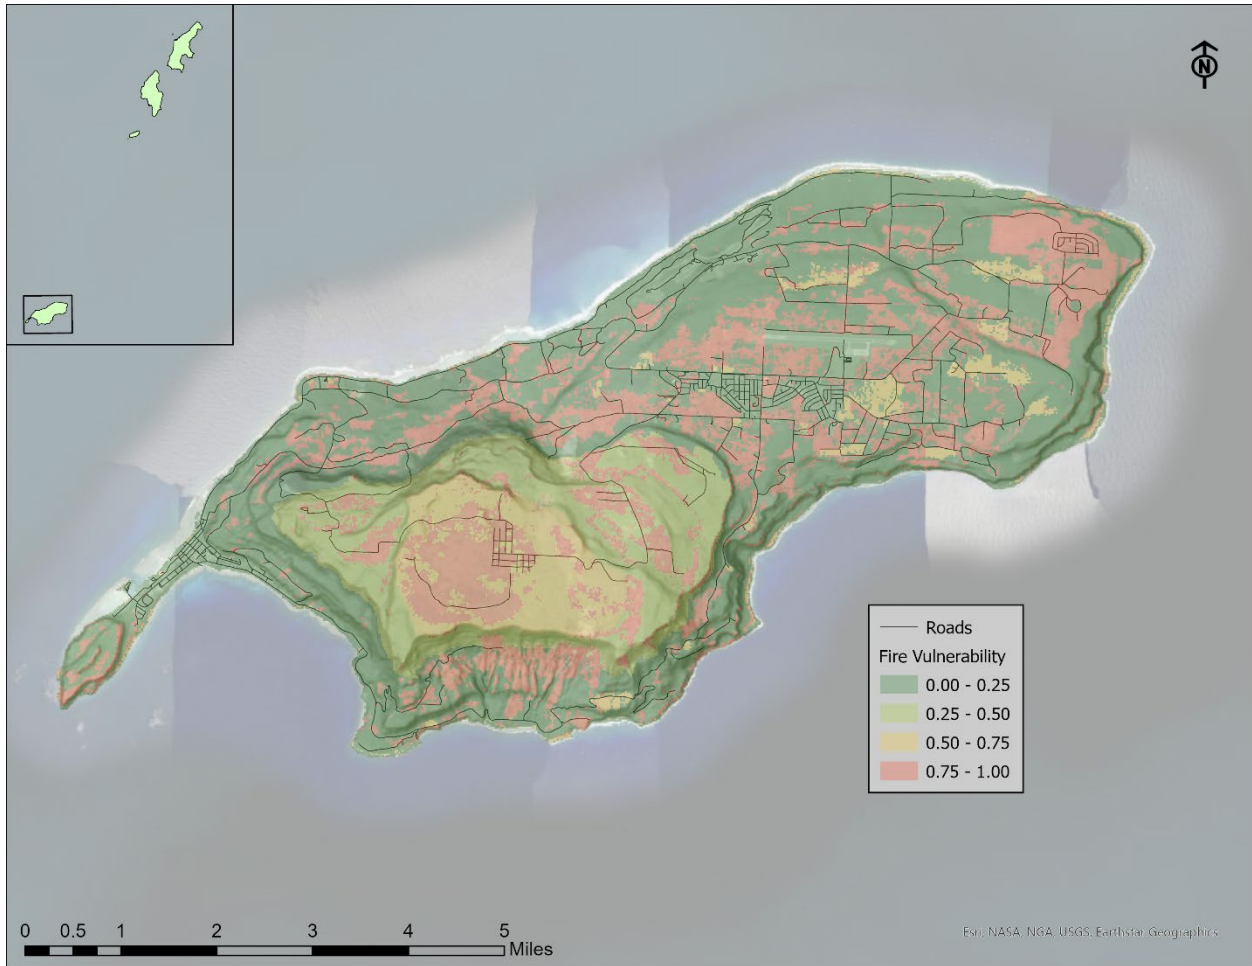 N
Roads
Fire Vulnerability
0.00 - 0.25
0.25 - 0.50
0.50 - 0.75
0.75 - 1.00
0 0.5 1 2 3 4 5
Miles
Esri, NASA, NGA, USGS, Earthstar Geographics